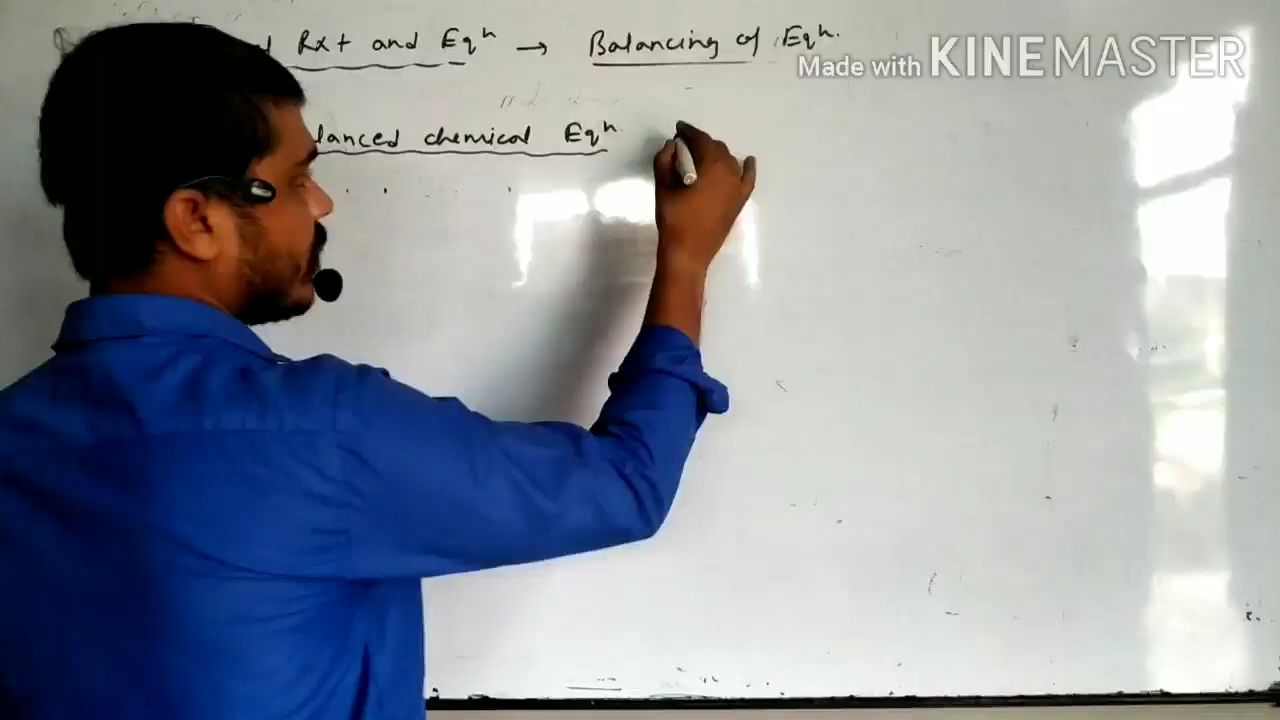 Rxt and Eqⁿ → Balancing of Eqⁿ.
Made with KINEMASTER
lanced chemical Eqⁿ.